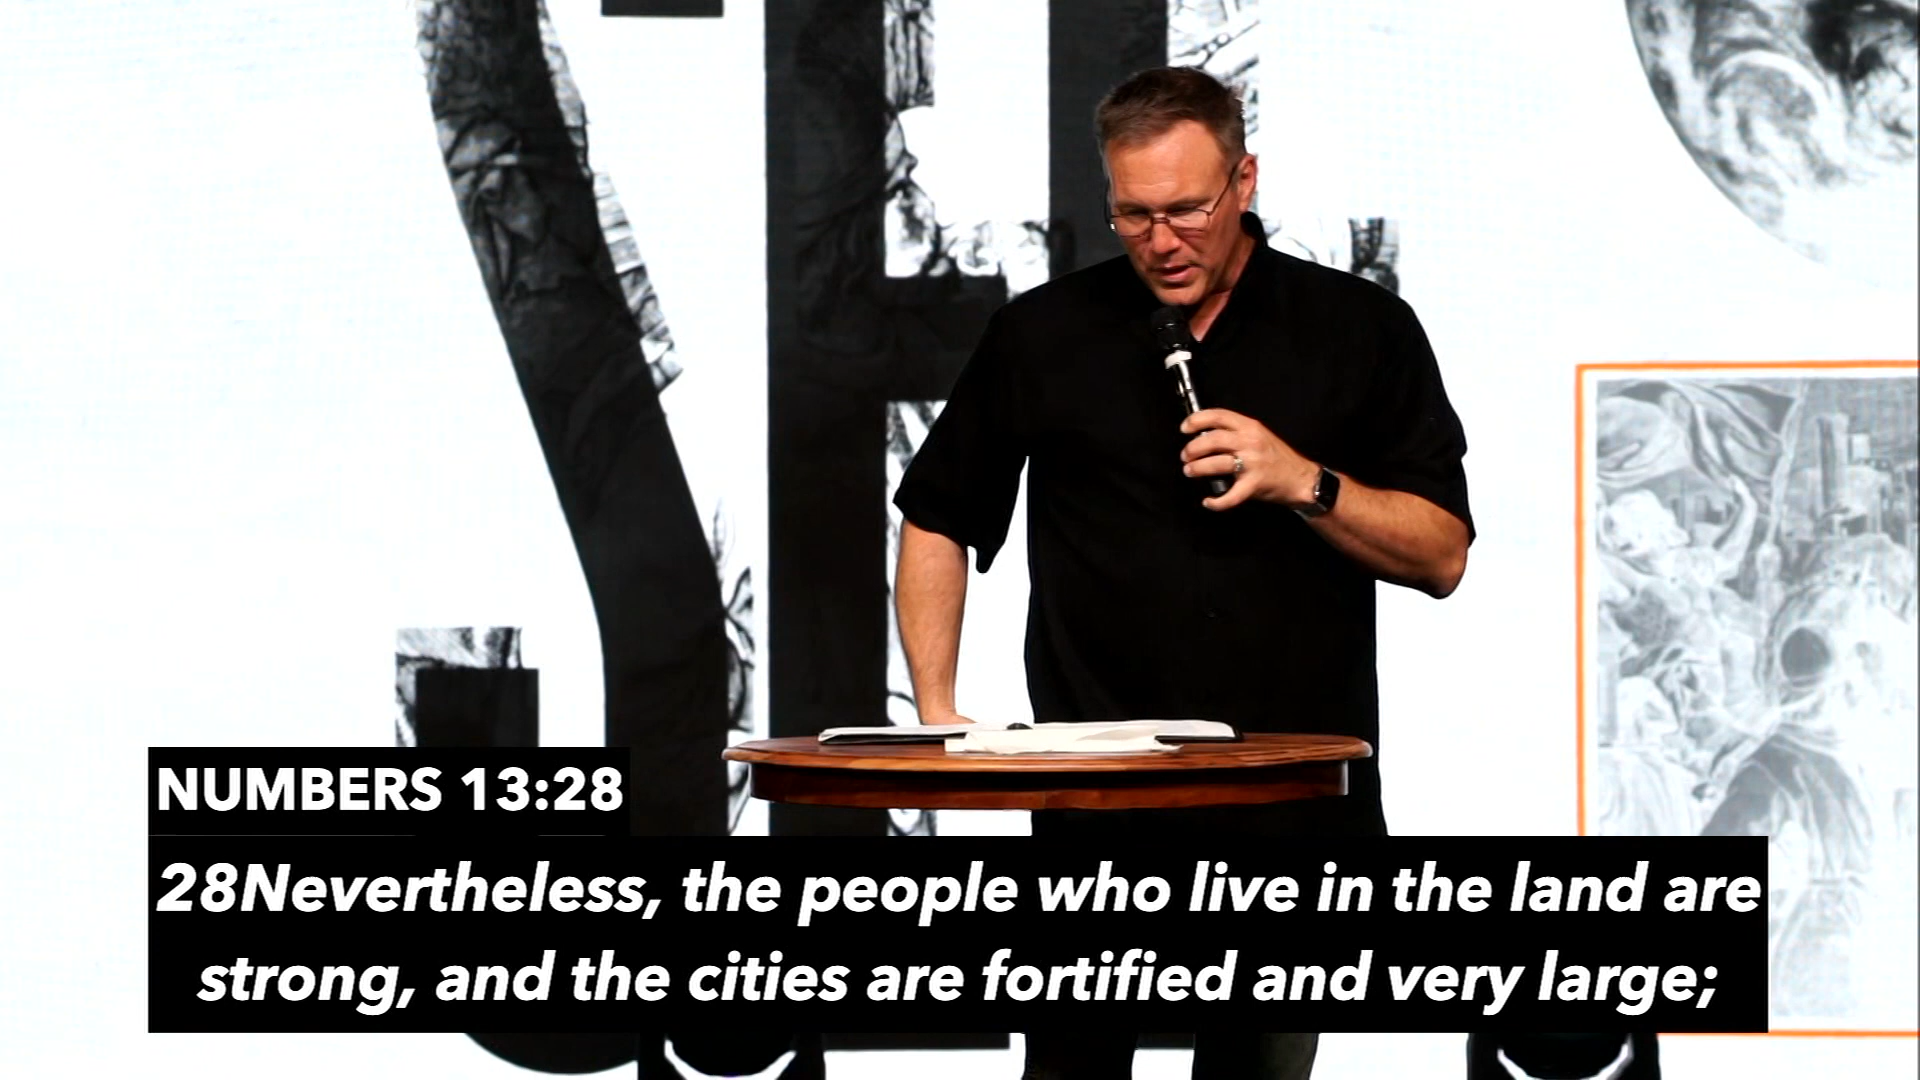 NUMBERS 13:28
28Nevertheless, the people who live in the land are
strong, and the cities are fortified and very large;